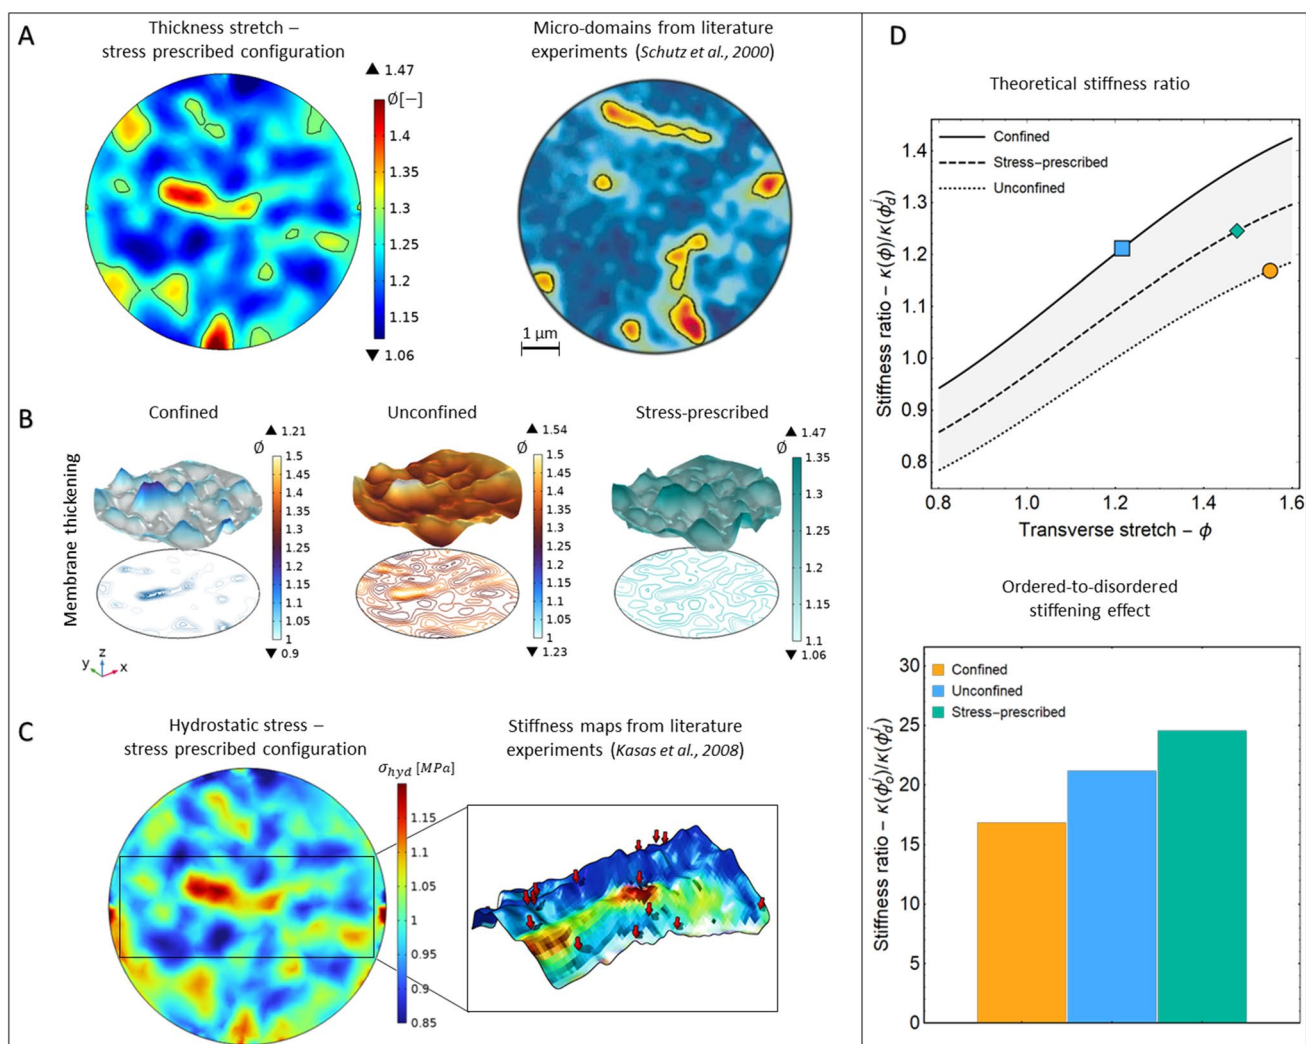 A
Thickness stretch –
stress prescribed configuration
▲ 1.47
Ø[−]
1.4
1.35
1.3
1.25
1.2
1.15
▼ 1.06
Micro-domains from literature
experiments (Schutz et al., 2000)
1 µm
B
Membrane thickening
Confined
▲ 1.21
Ø
1.5
1.45
1.4
1.35
1.3
1.25
1.2
1.15
1.1
1.05
1
▼ 0.9
z
y
x
Unconfined
▲ 1.54
Ø
1.5
1.45
1.4
1.35
1.3
1.25
1.2
1.15
1.1
1.05
1
▼ 1.23
Stress-prescribed
▲ 1.47
Ø
1.35
1.3
1.25
1.2
1.15
1.1
▼ 1.06
C
Hydrostatic stress –
stress prescribed configuration
σhyd [MPa]
1.15
1.1
1.05
1
0.95
0.9
0.85
Stiffness maps from literature
experiments (Kasas et al., 2008)
D
Theoretical stiffness ratio
Confined
Stress−prescribed
Unconfined
Stiffness ratio − κ(ϕ)/κ(ϕ_d^j)
1.4
1.3
1.2
1.1
1.0
0.9
0.8
0.8 1.0 1.2 1.4 1.6
Transverse stretch − ϕ
Ordered-to-disordered
stiffening effect
Confined
Unconfined
Stress−prescribed
Stiffness ratio − κ(ϕ_o^j)/κ(ϕ_d^j)
30
25
20
15
10
5
0